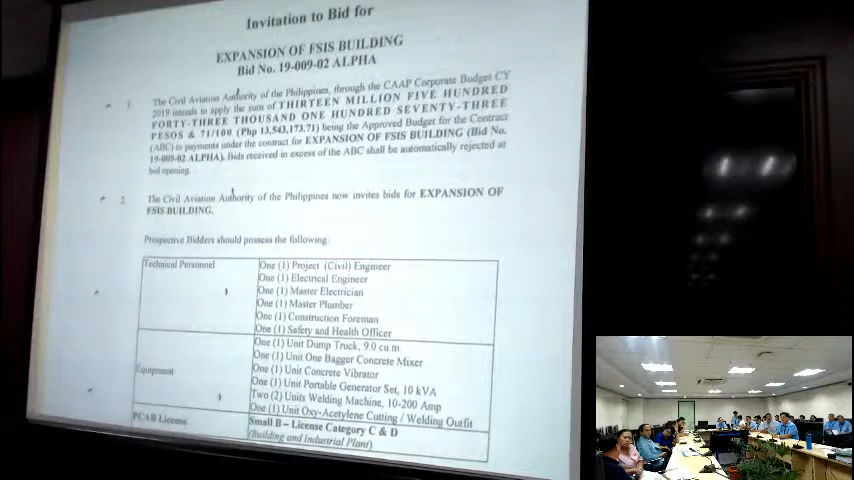 Invitation to Bid for
EXPANSION OF FSIS BUILDING
Bid No. 19-009-02 ALPHA
1. The Civil Aviation Authority of the Philippines, through the CAAP Corporate Budget CY
2019 intends to apply the sum of THIRTEEN MILLION FIVE HUNDRED
FORTY-THREE THOUSAND ONE HUNDRED SEVENTY-THREE
PESOS & 71/100 (Php 13,543,173.71) being the Approved Budget for the Contract
(ABC) to payments under the contract for EXPANSION OF FSIS BUILDING (Bid No.
19-009-02 ALPHA). Bids received in excess of the ABC shall be automatically rejected at
bid opening.
2. The Civil Aviation Authority of the Philippines now invites bids for EXPANSION OF
FSIS BUILDING.
Prospective Bidders should possess the following:
Technical Personnel
One (1) Project (Civil) Engineer
One (1) Electrical Engineer
One (1) Master Electrician
One (1) Master Plumber
One (1) Construction Foreman
One (1) Safety and Health Officer
Equipment
One (1) Unit Dump Truck, 9.0 cu.m.
One (1) Unit One Bagger Concrete Mixer
One (1) Unit Concrete Vibrator
One (1) Unit Portable Generator Set, 10 kVA
Two (2) Units Welding Machine, 10-200 Amp
One (1) Unit Oxy-Acetylene Cutting / Welding Outfit
PCAB License
Small B – License Category C & D
(Building and Industrial Plant)